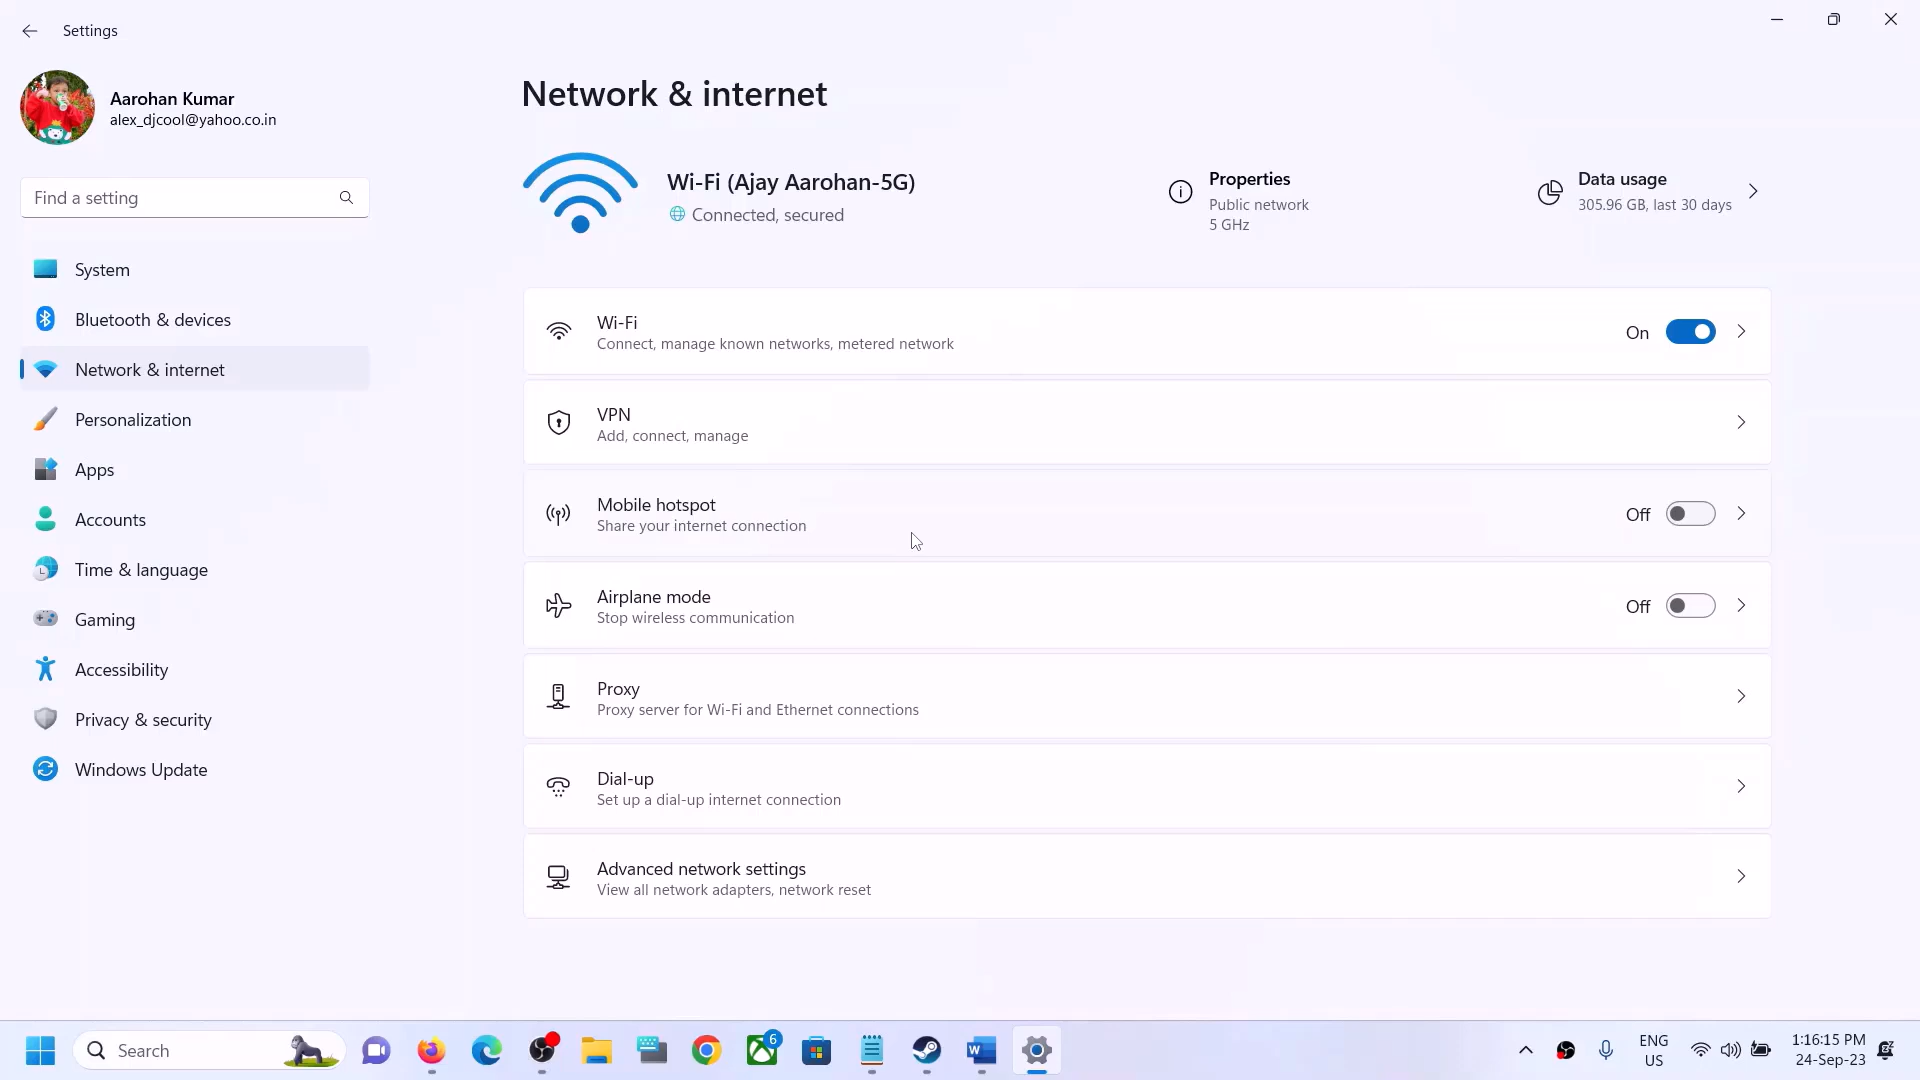 Settings
Aarohan Kumar
alex_djcool@yahoo.co.in
Find a setting
System
Bluetooth & devices
Network & internet
Personalization
Apps
Accounts
Time & language
Gaming
Accessibility
Privacy & security
Windows Update
Network & internet
Wi-Fi (Ajay Aarohan-5G)
Connected, secured
Properties
Public network
5 GHz
Data usage
305.96 GB, last 30 days
Wi-Fi
Connect, manage known networks, metered network
On
VPN
Add, connect, manage
Mobile hotspot
Share your internet connection
Off
Airplane mode
Stop wireless communication
Off
Proxy
Proxy server for Wi-Fi and Ethernet connections
Dial-up
Set up a dial-up internet connection
Advanced network settings
View all network adapters, network reset
Search
6
ENG
US
1:16:15 PM
24-Sep-23